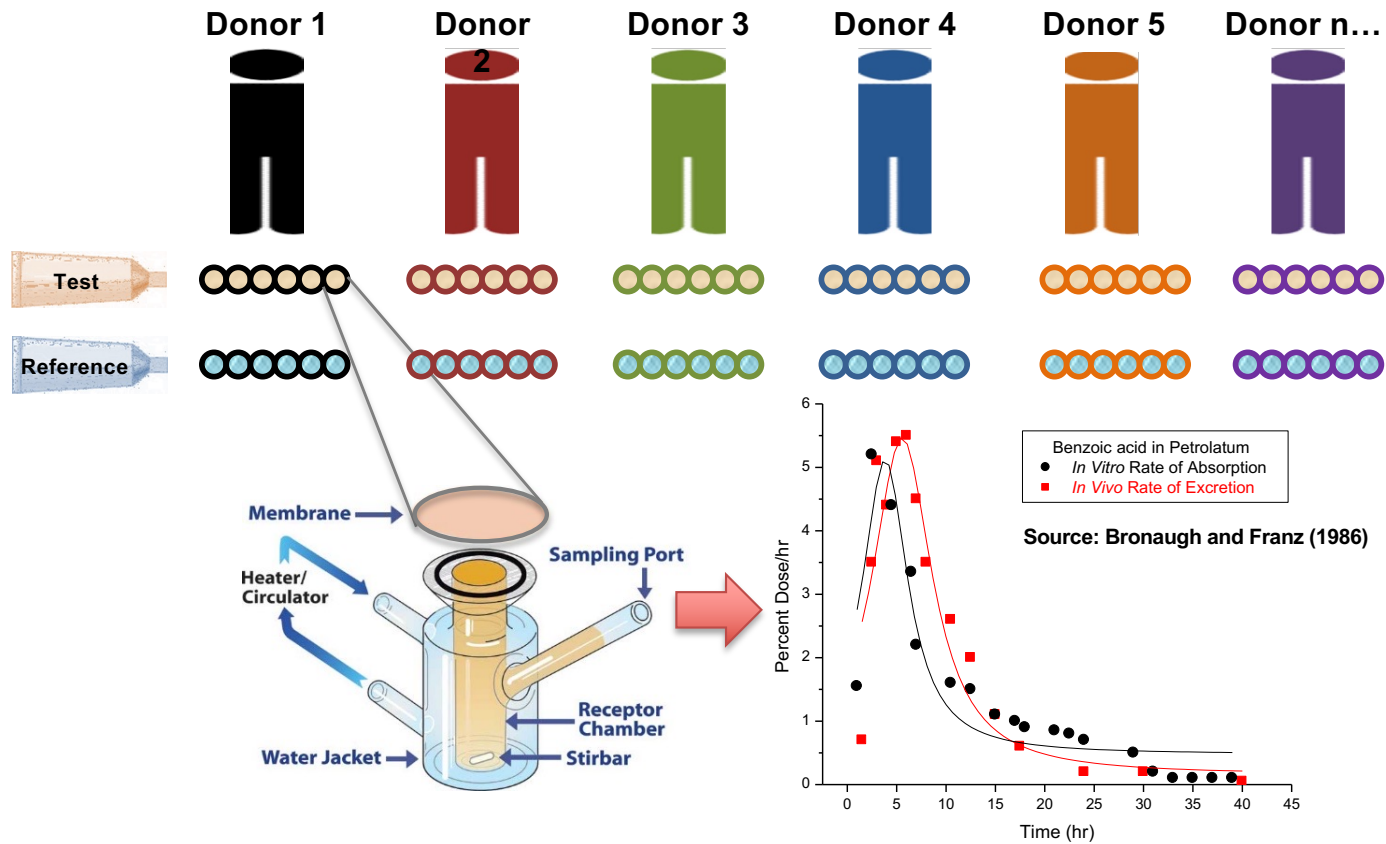 Donor 1
Donor 2
Donor 3
Donor 4
Donor 5
Donor n…
Test
Reference
Membrane
Sampling Port
Heater/
Circulator
Receptor
Chamber
Water Jacket
Stirbar
Benzoic acid in Petrolatum
In Vitro Rate of Absorption
In Vivo Rate of Excretion
Source: Bronaugh and Franz (1986)
Percent Dose/hr
6
5
4
3
2
1
0
0 5 10 15 20 25 30 35 40 45
Time (hr)